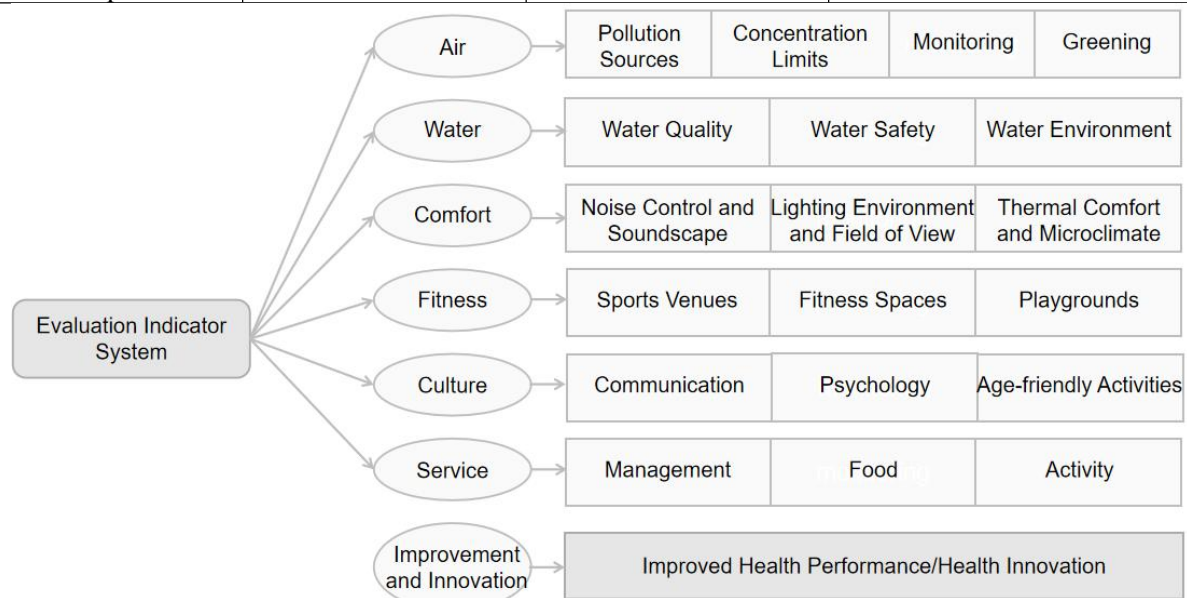 Air
Pollution
Sources
Concentration
Limits
Monitoring
Greening
Water
Water Quality
Water Safety
Water Environment
Comfort
Noise Control and
Soundscape
Lighting Environment
and Field of View
Thermal Comfort
and Microclimate
Fitness
Sports Venues
Fitness Spaces
Playgrounds
Evaluation Indicator
System
Culture
Communication
Psychology
Age-friendly Activities
Service
Management
Food
Activity
Improvement
and Innovation
Improved Health Performance/Health Innovation